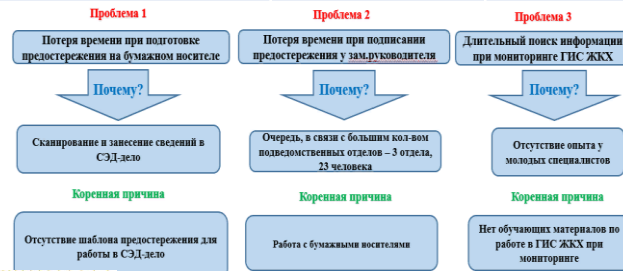 Проблема 1
Потеря времени при подготовке
предостережения на бумажном носителе
Почему?
Сканирование и занесение сведений в
СЭД-дело
Коренная причина
Отсутствие шаблона предостережения для
работы в СЭД-дело
Проблема 2
Потеря времени при подписании
предостережения у зам.руководителя
Почему?
Очередь, в связи с большим кол-вом
подведомственных отделов – 3 отдела,
23 человека
Коренная причина
Работа с бумажными носителями
Проблема 3
Длительный поиск информации
при мониторинге ГИС ЖКХ
Почему?
Отсутствие опыта у
молодых специалистов
Коренная причина
Нет обучающих материалов по
работе в ГИС ЖКХ при
мониторинге